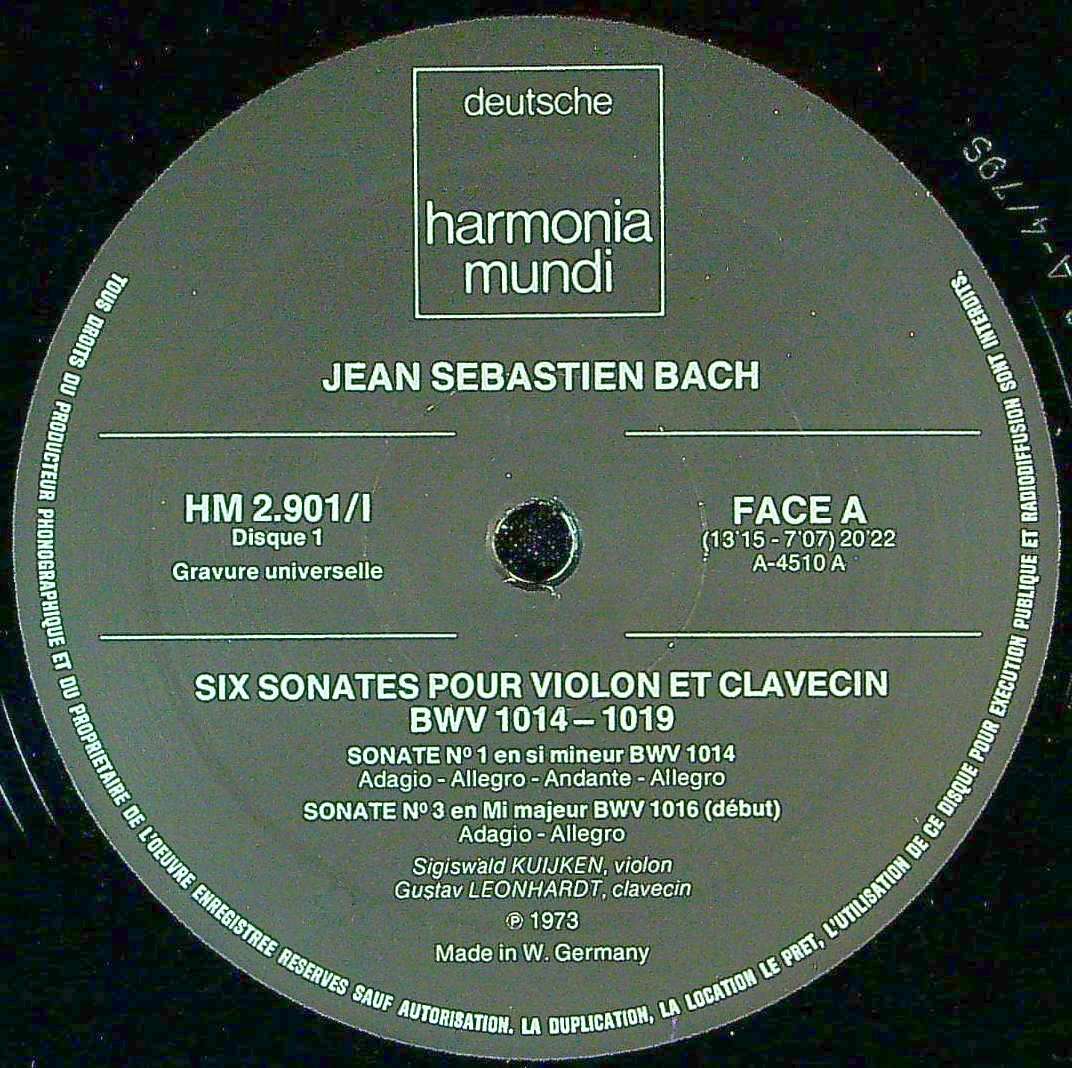 deutsche
harmonia
mundi
JEAN SEBASTIEN BACH
HM 2.901/I
Disque 1
Gravure universelle
FACE A
(13'15 - 7'07) 20'22
A-4510 A
SIX SONATES POUR VIOLON ET CLAVECIN
BWV 1014 – 1019
SONATE Nº 1 en si mineur BWV 1014
Adagio - Allegro - Andante - Allegro
SONATE Nº 3 en Mi majeur BWV 1016 (début)
Adagio - Allegro
Sigiswald KUIJKEN, violon
Gustav LEONHARDT, clavecin
℗ 1973
Made in W. Germany
TOUS DROITS DU PRODUCTEUR PHONOGRAPHIQUE ET DU PROPRIETAIRE DE L'OEUVRE ENREGISTREE RESERVES SAUF AUTORISATION. LA DUPLICATION, LA LOCATION LE PRET, L'UTILISATION DE CE DISQUE POUR EXECUTION PUBLIQUE ET RADIODIFFUSION SONT INTERDITS.